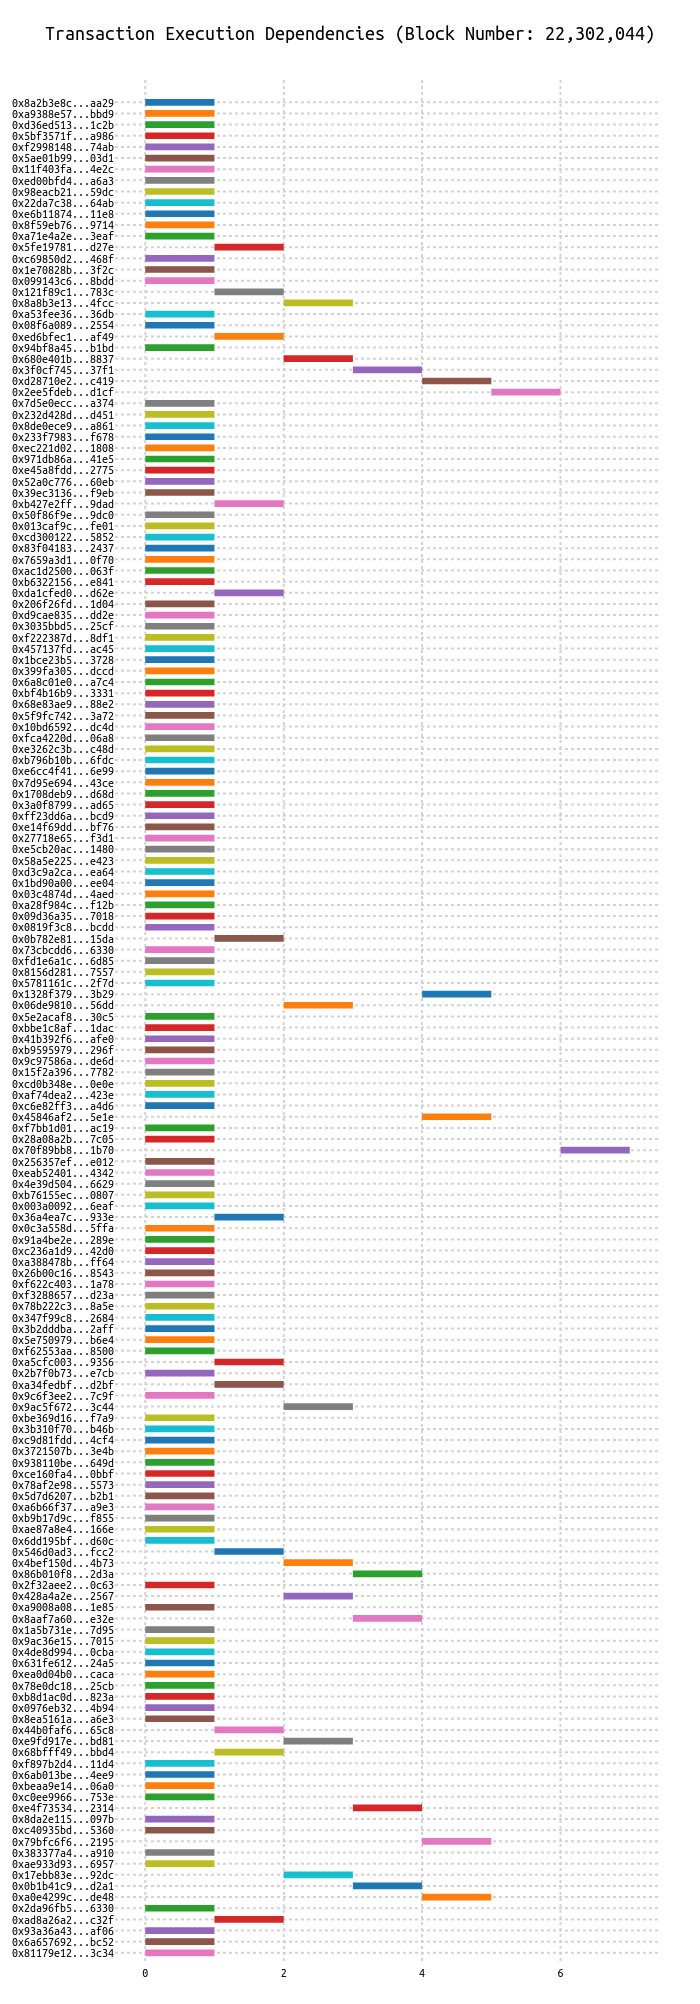 Transaction Execution Dependencies (Block Number: 22,302,044)
0x8a2b3e8c...aa29
0xa9388e57...bbd9
0xd36ed513...1c2b
0x5bf3571f...a986
0xf2998148...74ab
0x5ae01b99...03d1
0x11f403fa...4e2c
0xed00bfd4...a6a3
0x98eacb21...59dc
0x22da7c38...64ab
0xe6b11874...11e8
0x8f59eb76...9714
0xa71e4a2e...3eaf
0x5fe19781...d27e
0xc69850d2...468f
0x1e70828b...3f2c
0x099143c6...8bdd
0x121f89c1...783c
0x8a8b3e13...4fcc
0xa53fee36...36db
0x08f6a089...2554
0xed6bfec1...af49
0x94bf8a45...b1bd
0x680e401b...8837
0x3f0cf745...37f1
0xd28710e2...c419
0x2ee5fdeb...d1cf
0x7d5e0ecc...a374
0x232d428d...d451
0x8de0ece9...a861
0x233f7983...f678
0xec221d02...1808
0x971db86a...41e5
0xe45a8fdd...2775
0x52a0c776...60eb
0x39ec3136...f9eb
0xb427e2ff...9dad
0x50f86f9e...9dc0
0x013caf9c...fe01
0xcd300122...5852
0x83f04183...2437
0x7659a3d1...0f70
0xac1d2500...063f
0xb6322156...e841
0xda1cfed0...d62e
0x206f26fd...1d04
0xd9cae835...dd2e
0x3035bbd5...25cf
0xf222387d...8df1
0x457137fd...ac45
0x1bce23b5...3728
0x399fa305...dccd
0x6a8c01e0...a7c4
0xbf4b16b9...3331
0x68e83ae9...88e2
0x5f9fc742...3a72
0x10bd6592...dc4d
0xfca4220d...06a8
0xe3262c3b...c48d
0xb796b10b...6fdc
0xe6cc4f41...6e99
0x7d95e694...43ce
0x1708deb9...d68d
0x3a0f8799...ad65
0xff23dd6a...bcd9
0xe14f69dd...bf76
0x27718e65...f3d1
0xe5cb20ac...1480
0x58a5e225...e423
0xd3c9a2ca...ea64
0x1bd90a00...ee04
0x03c4874d...4aed
0xa28f984c...f12b
0x09d36a35...7018
0x0819f3c8...bcdd
0x0b782e81...15da
0x73cbcdd6...6330
0xfd1e6a1c...6d85
0x8156d281...7557
0x5781161c...2f7d
0x1328f379...3b29
0x06de9810...56dd
0x5e2acaf8...30c5
0xbbe1c8af...1dac
0x41b392f6...afe0
0xb9595979...296f
0x9c97586a...de6d
0x15f2a396...7782
0xcd0b348e...0e0e
0xaf74dea2...423e
0xc6e82ff3...a4d6
0x45846af2...5e1e
0xf7bb1d01...ac19
0x28a08a2b...7c05
0x70f89bb8...1b70
0x256357ef...e012
0xeab52401...4342
0x4e39d504...6629
0xb76155ec...0807
0x003a0092...6eaf
0x36a4ea7c...933e
0x0c3a558d...5ffa
0x91a4be2e...289e
0xc236a1d9...42d0
0xa388478b...ff64
0x26b00c16...8543
0xf622c403...1a78
0xf3288657...d23a
0x78b222c3...8a5e
0x347f99c8...2684
0x3b2dddba...2aff
0x5e750979...b6e4
0xf62553aa...8500
0xa5cfc003...9356
0x2b7f0b73...e7cb
0xa34fedbf...d2bf
0x9c6f3ee2...7c9f
0x9ac5f672...3c44
0xbe369d16...f7a9
0x3b310f70...b46b
0xc9d81fdd...4cf4
0x3721507b...3e4b
0x938110be...649d
0xce160fa4...0bbf
0x78af2e98...5573
0x5d7d6207...b2b1
0xa6b66f37...a9e3
0xb9b17d9c...f855
0xae87a8e4...166e
0x6dd195bf...d60c
0x546d0ad3...fcc2
0x4bef150d...4b73
0x86b010f8...2d3a
0x2f32aee2...0c63
0x428a4a2e...2567
0xa9008a08...1e85
0x8aaf7a60...e32e
0x1a5b731e...7d95
0x9ac36e15...7015
0x4de8d994...0cba
0x631fe612...24a5
0xea0d04b0...caca
0x78e0dc18...25cb
0xb8d1ac0d...823a
0x0976eb32...4b94
0x8ea5161a...a6e3
0x44b0faf6...65c8
0xe9fd917e...bd81
0x68bfff49...bbd4
0xf897b2d4...11d4
0x6ab013be...4ee9
0xbeaa9e14...06a0
0xc0ee9966...753e
0xe4f73534...2314
0x8da2e115...097b
0xc40935bd...5360
0x79bfc6f6...2195
0x383377a4...a910
0xae933d93...6957
0x17ebb83e...92dc
0x0b1b41c9...d2a1
0xa0e4299c...de48
0x2da96fb5...6330
0xad8a26a2...c32f
0x93a36a43...af06
0x6a657692...bc52
0x81179e12...3c34
0 2 4 6